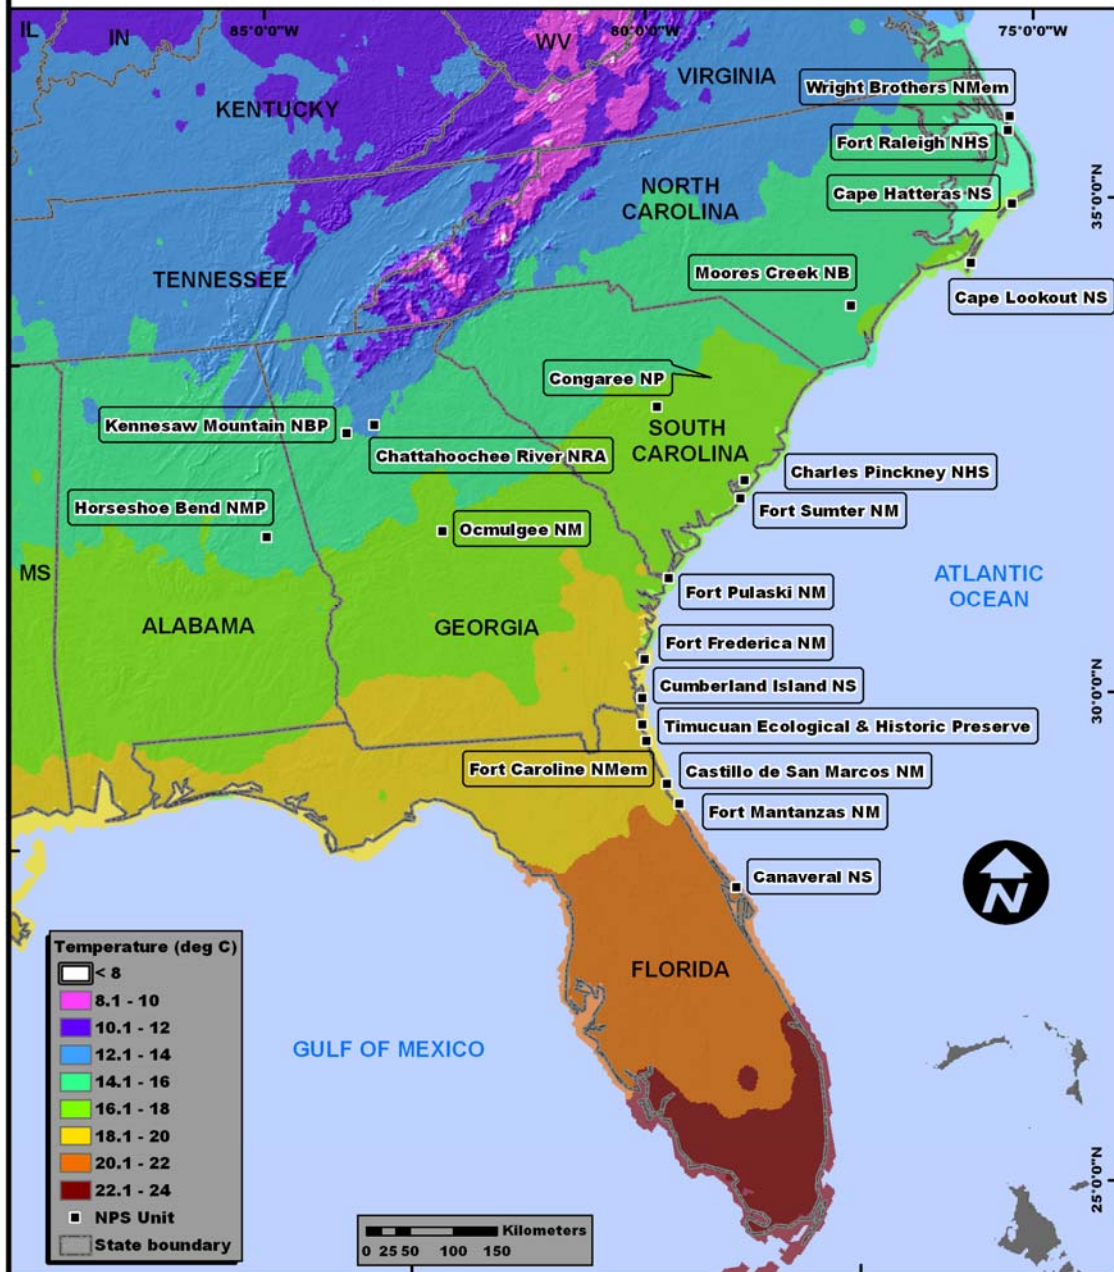 IL
IN
85°0'0"W
80°0'0"W
75°0'0"W
WV
VIRGINIA
KENTUCKY
Wright Brothers NMem
Fort Raleigh NHS
NORTH
CAROLINA
Cape Hatteras NS
35°0'0"N
TENNESSEE
Moores Creek NB
Cape Lookout NS
Congaree NP
Kennesaw Mountain NBP
SOUTH
CAROLINA
Chattahoochee River NRA
Charles Pinckney NHS
Horseshoe Bend NMP
Fort Sumter NM
Ocmulgee NM
MS
ATLANTIC
OCEAN
Fort Pulaski NM
ALABAMA
GEORGIA
Fort Frederica NM
Cumberland Island NS
30°0'0"N
Timucuan Ecological & Historic Preserve
Fort Caroline NMem
Castillo de San Marcos NM
Fort Mantanzas NM
Canaveral NS
N
FLORIDA
GULF OF MEXICO
25°0'0"N
Temperature (deg C)
< 8
8.1 - 10
10.1 - 12
12.1 - 14
14.1 - 16
16.1 - 18
18.1 - 20
20.1 - 22
22.1 - 24
NPS Unit
State boundary
Kilometers
0 25 50 100 150